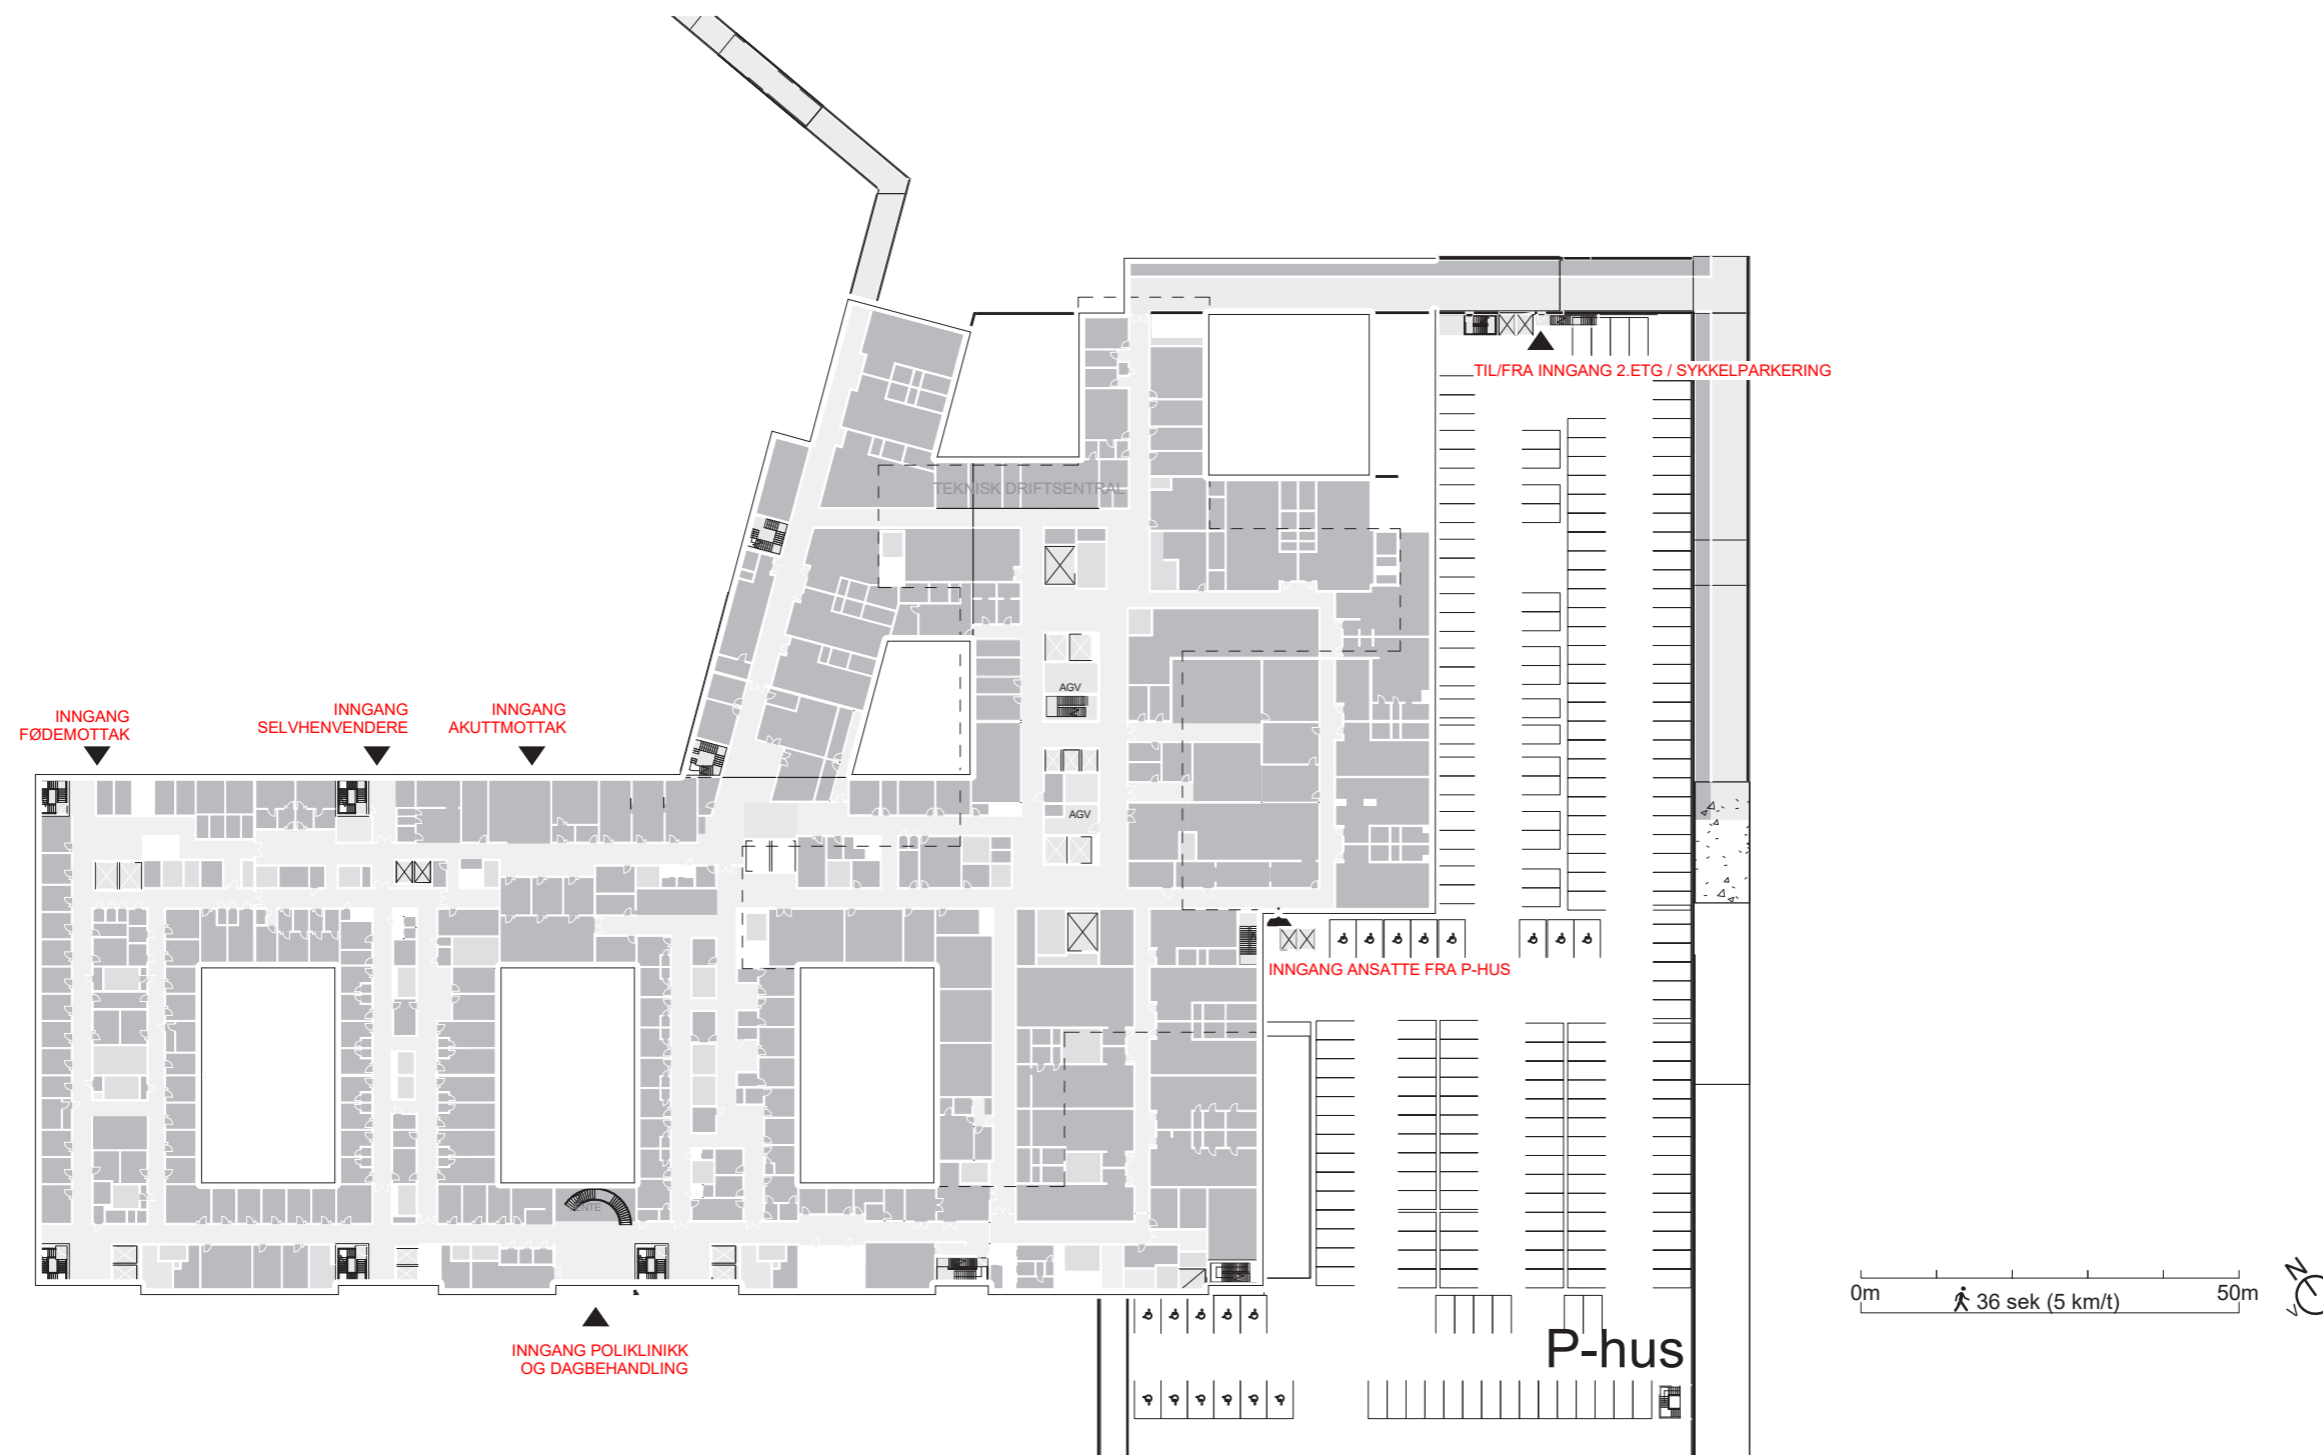 TIL/FRA INNGANG 2.ETG / SYKKELPARKERING
TEKNISK DRIFTSENTRAL
AGV
INNGANG
FØDEMOTTAK
INNGANG
SELVHENVENDERE
INNGANG
AKUTTMOTTAK
AGV
INNGANG ANSATTE FRA P-HUS
INNGANG POLIKLINIKK
OG DAGBEHANDLING
P-hus
0m
36 sek (5 km/t)
50m
N
V